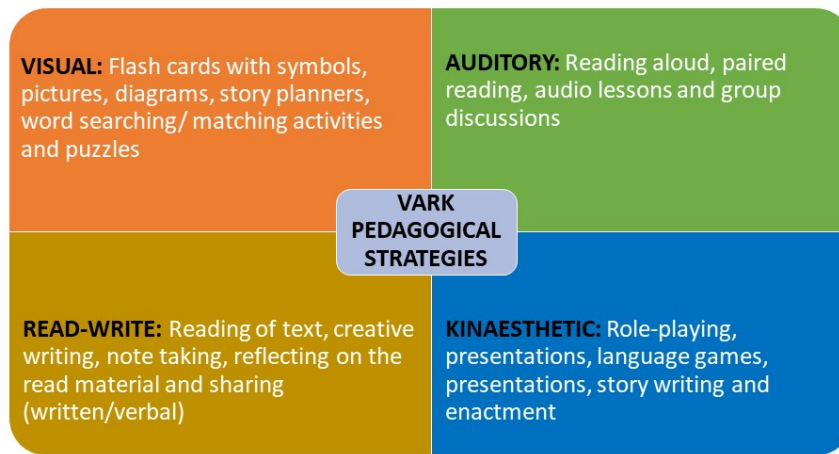 VISUAL: Flash cards with symbols,
pictures, diagrams, story planners,
word searching/ matching activities
and puzzles
AUDITORY: Reading aloud, paired
reading, audio lessons and group
discussions
VARK
PEDAGOGICAL
STRATEGIES
READ-WRITE: Reading of text, creative
writing, note taking, reflecting on the
read material and sharing
(written/verbal)
KINAESTHETIC: Role-playing,
presentations, language games,
presentations, story writing and
enactment